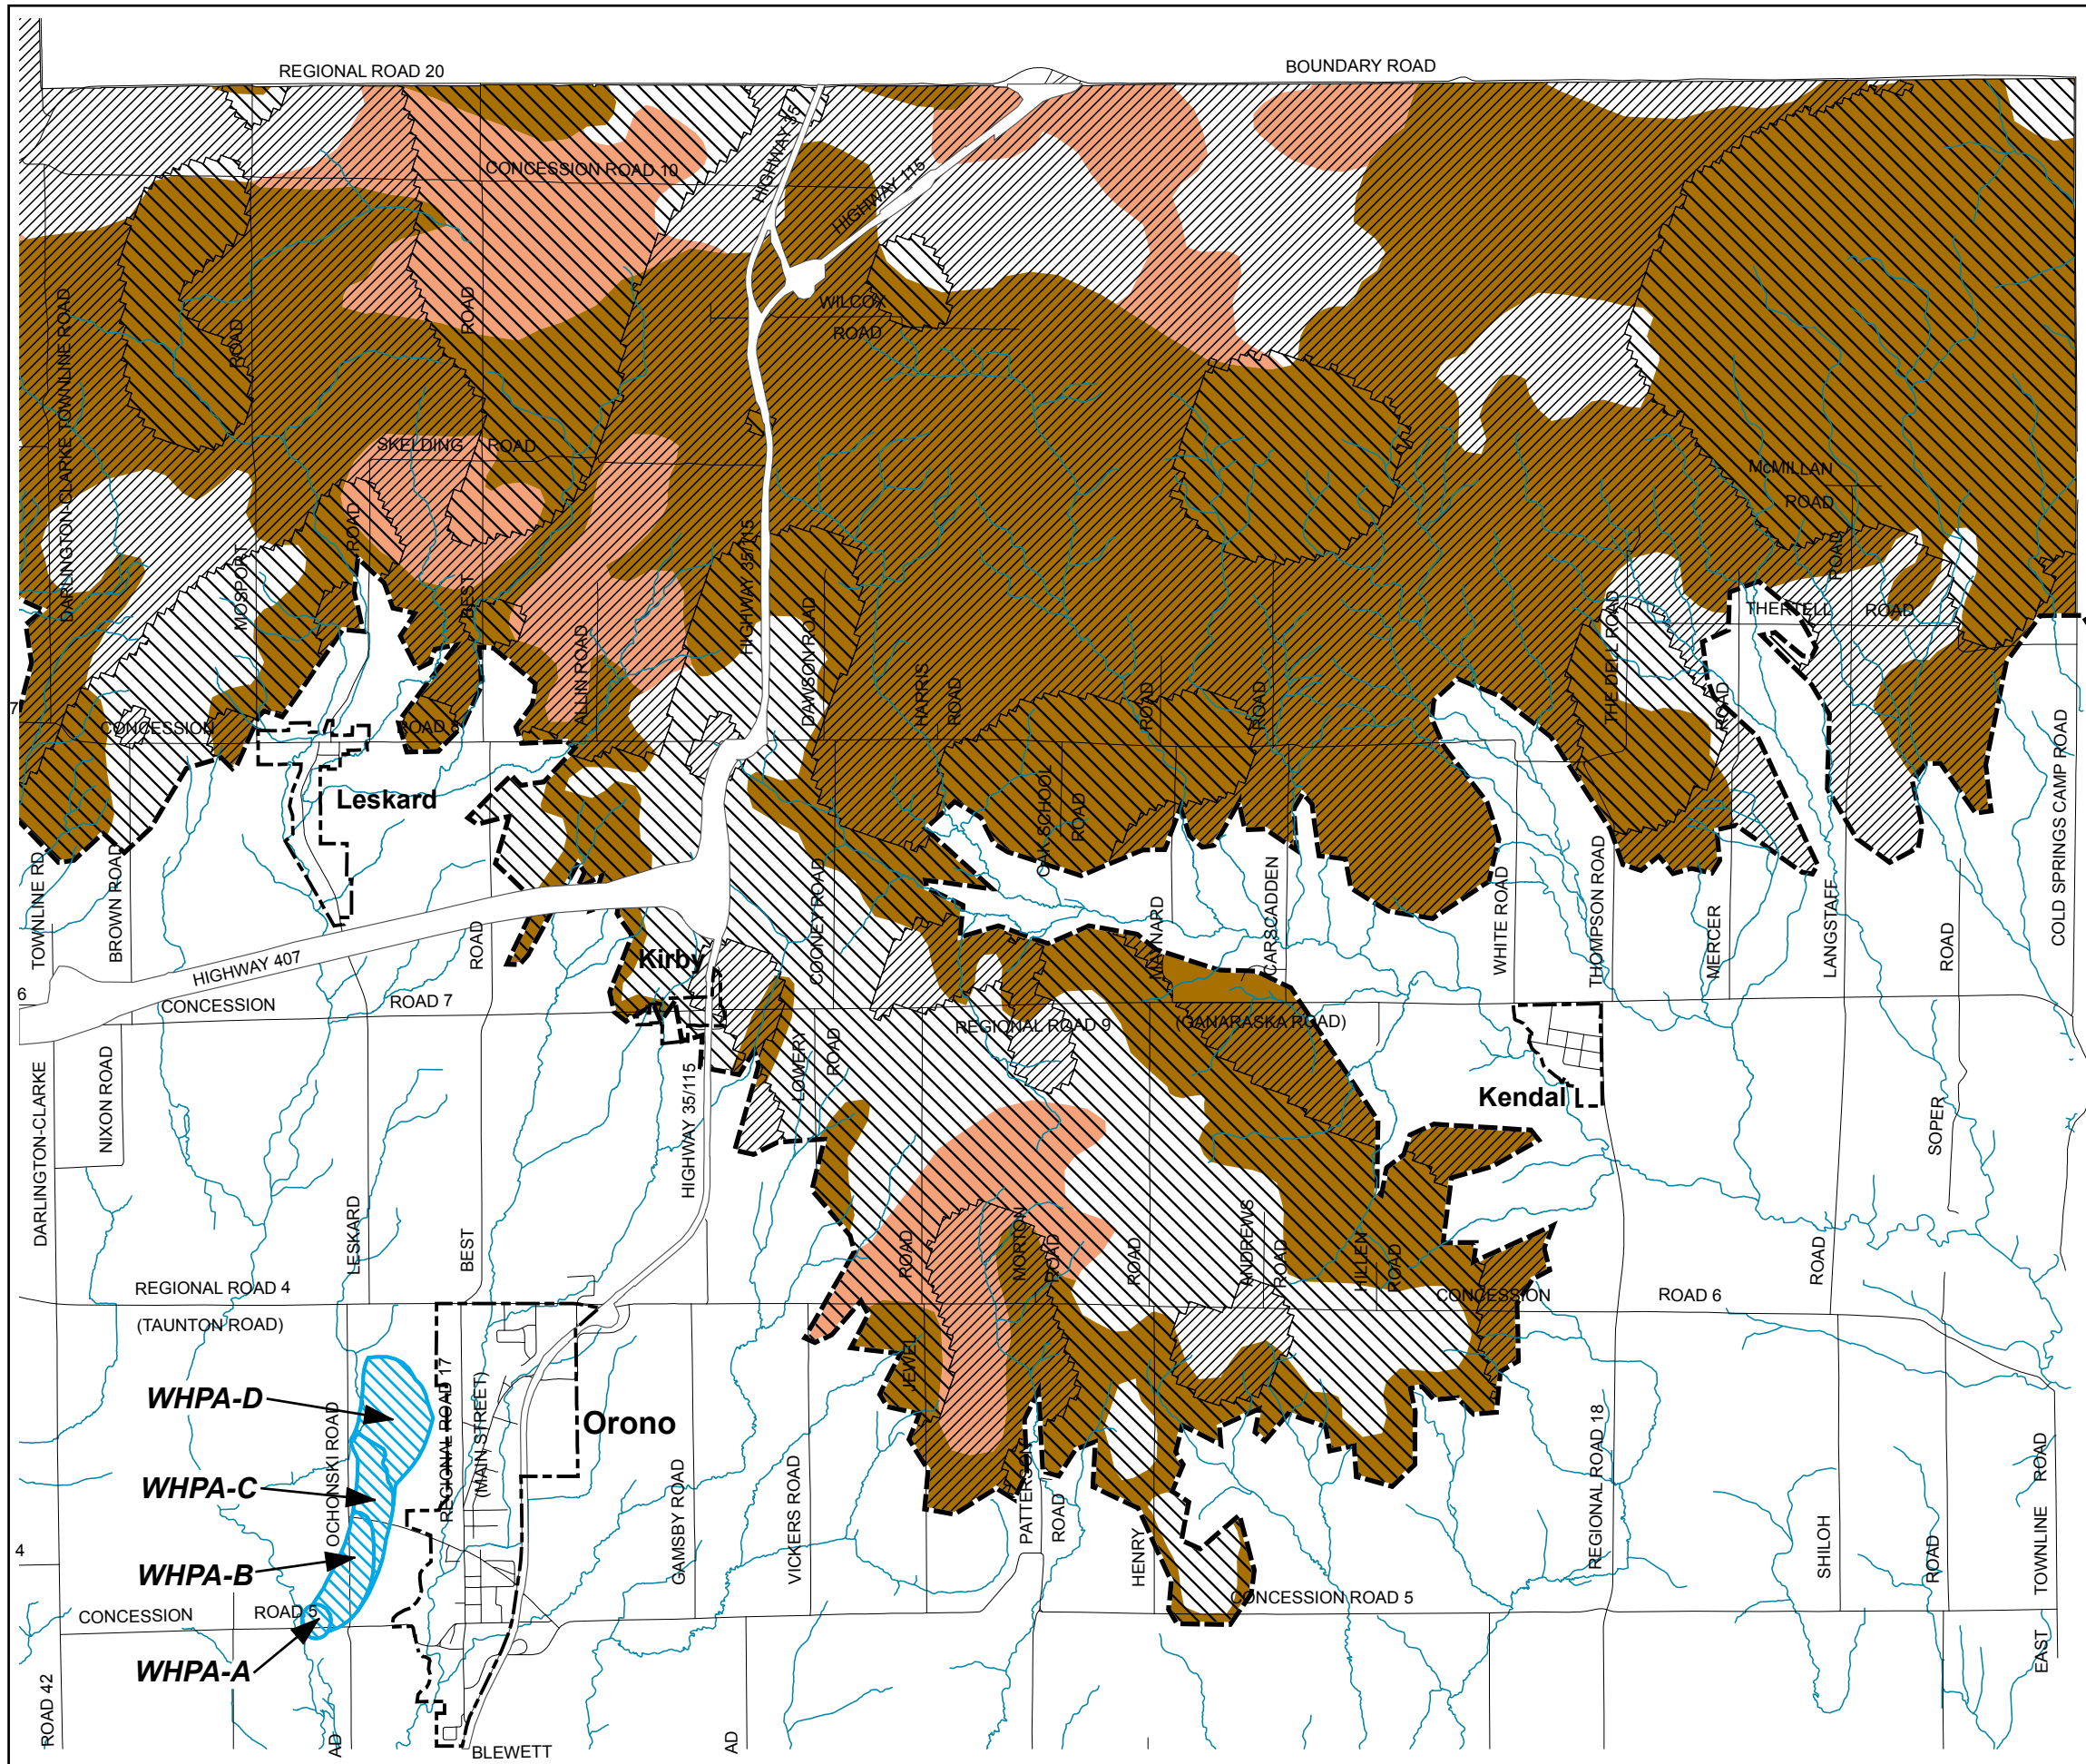 REGIONAL ROAD 20
BOUNDARY ROAD
CONCESSION ROAD 10
HIGHWAY 35
HIGHWAY 115
WILCOX
ROAD
DARLINGTON-CLARKE TOWNLINE ROAD
ROAD
ROAD
SKELDING ROAD
McMILLAN
ROAD
ROAD
MOSPORT
ROAD
BEST
HIGHWAY 35/115
ALLIN ROAD
DAWSON ROAD
HARRIS
ROAD
ROAD
ROAD
THE DELL ROAD
THERTELL ROAD
ROAD
7
CONCESSION ROAD 8
Leskard
OAK SCHOOL
ROAD
COLD SPRINGS CAMP ROAD
TOWNLINE RD
BROWN ROAD
ROAD
COONEY ROAD
MAYNARD
CARSCADDEN
WHITE ROAD
THOMPSON ROAD
MERCER
LANGSTAFF
ROAD
HIGHWAY 407
Kirby
6
CONCESSION ROAD 7
REGIONAL ROAD 9 (GANARASKA ROAD)
NIXON ROAD
DARLINGTON-CLARKE
HIGHWAY 35/115
LOWERY
ROAD
Kendal
SOPER
LESKARD
BEST
ROAD
MORTON
ROAD
ROAD
ANDREWS
ROAD
HILLEN
ROAD
ROAD
REGIONAL ROAD 4
(TAUNTON ROAD)
CONCESSION ROAD 6
JEWEL
WHPA-D
OCHONSKI ROAD
REGIONAL ROAD 17
(MAIN STREET)
Orono
WHPA-C
GAMSBY ROAD
VICKERS ROAD
PATTERSON
ROAD
HENRY
REGIONAL ROAD 18
SHILOH
ROAD
TOWNLINE ROAD
4
WHPA-B
CONCESSION ROAD 5
CONCESSION ROAD 5
WHPA-A
EAST
ROAD 42
AD
BLEWETT
AD